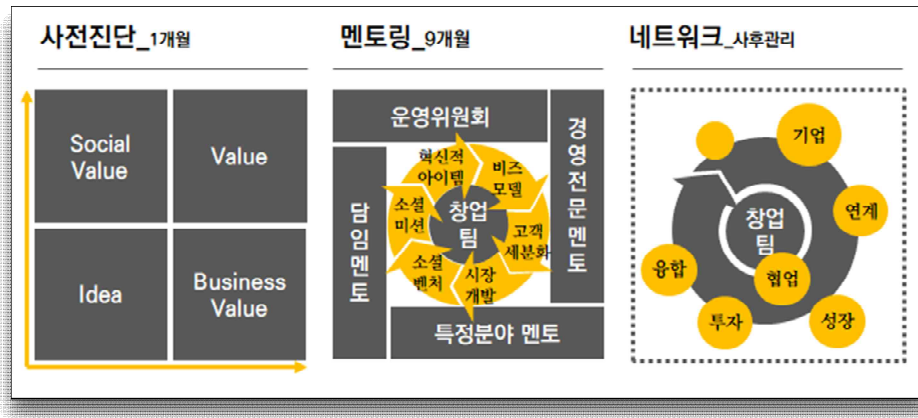 사전진단_1개월
Social
Value
Value
Idea
Business
Value
멘토링_9개월
운영위원회
경영전문멘토
담임멘토
특정분야 멘토
혁신적
아이템
비즈
모델
고객
세분화
시장
개발
소셜
벤처
소셜
미션
창업
팀
네트워크_사후관리
기업
연계
성장
협업
투자
융합
창업
팀